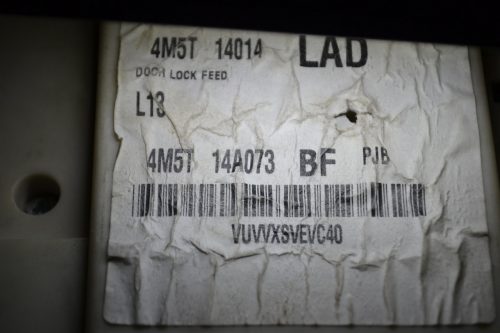 4M5T 14014 LAD
DOOR LOCK FEED
L13
4M5T 14A073 BF PJB
VUVVXSVEVC40